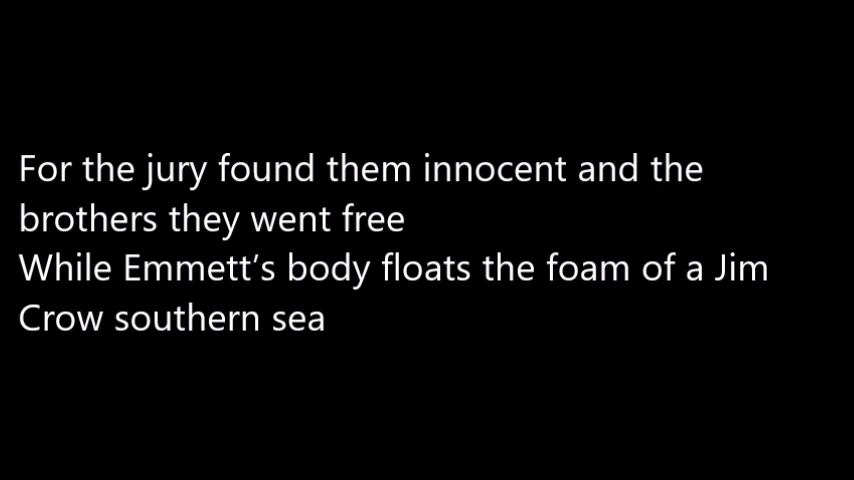 For the jury found them innocent and the
brothers they went free
While Emmett’s body floats the foam of a Jim
Crow southern sea